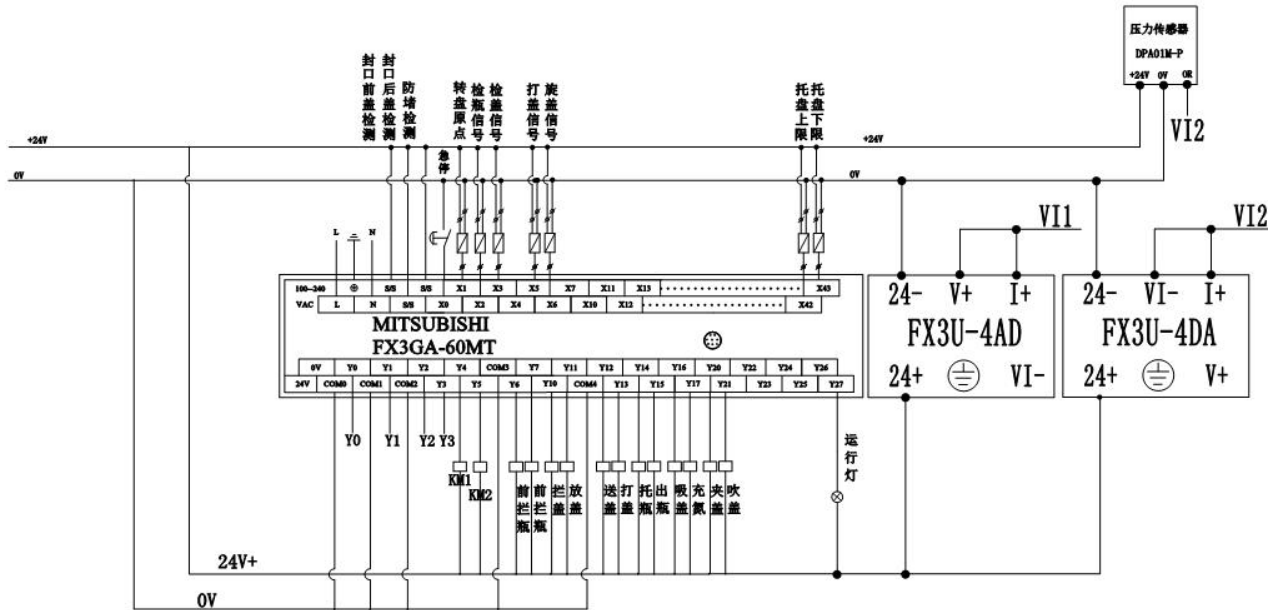 压力传感器
DPA01M-P
+24V 0V OR
VI2
封口前盖检测
封口后盖检测
防堵检测
转盘原点
检瓶信号
检盖信号
打盖信号
旋盖信号
托盘上限
托盘下限
+24V
+24V
0V
0V
急停
L
N
VI1
VI2
100~240 S/S S/S X1 X3 X5 X7 X11 X13 X43
VAC L N S/S X0 X2 X4 X6 X10 X12 X42
MITSUBISHI
FX3GA-60MT
0V Y0 Y1 Y2 Y4 COM3 Y7 Y11 Y12 Y14 Y16 Y20 Y22 Y24 Y26
24V COM0 COM1 COM2 Y3 Y5 Y6 Y10 COM4 Y13 Y15 Y17 Y21 Y23 Y25 Y27
24- V+ I+
FX3U-4AD
24+ VI-
24- VI- I+
FX3U-4DA
24+ V+
Y0
Y1
Y2
Y3
KM1
KM2
前拦瓶
前拦瓶
拦盖
放盖
送盖
打盖
托瓶
出瓶
吸盖
充氮
夹盖
吹盖
运行灯
24V+
0V